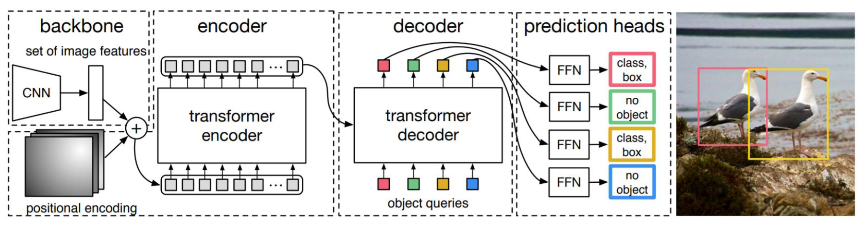 backbone
set of image features
CNN
+
positional encoding
encoder
...
transformer
encoder
...
decoder
transformer
decoder
object queries
prediction heads
FFN
class,
box
FFN
no
object
FFN
class,
box
FFN
no
object